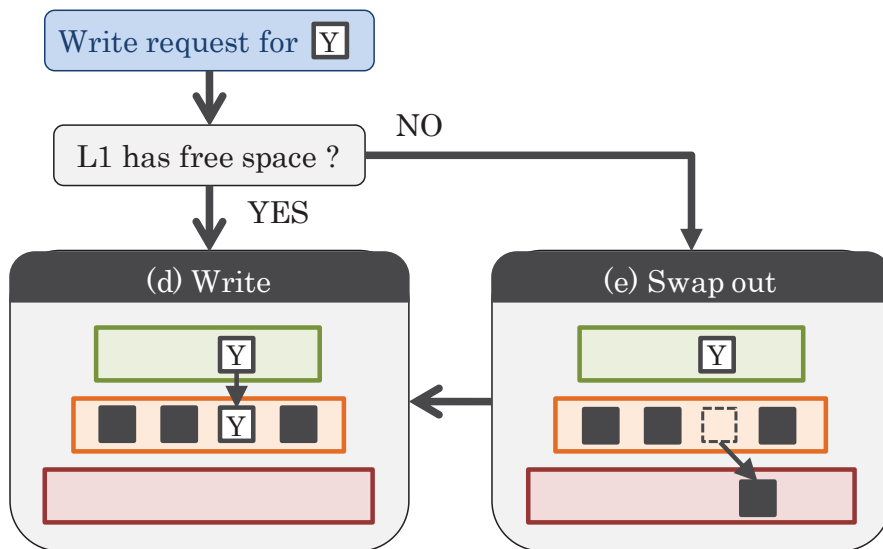 Write request for Y
L1 has free space ?
NO
YES
(d) Write
(e) Swap out
Y
Y
Y